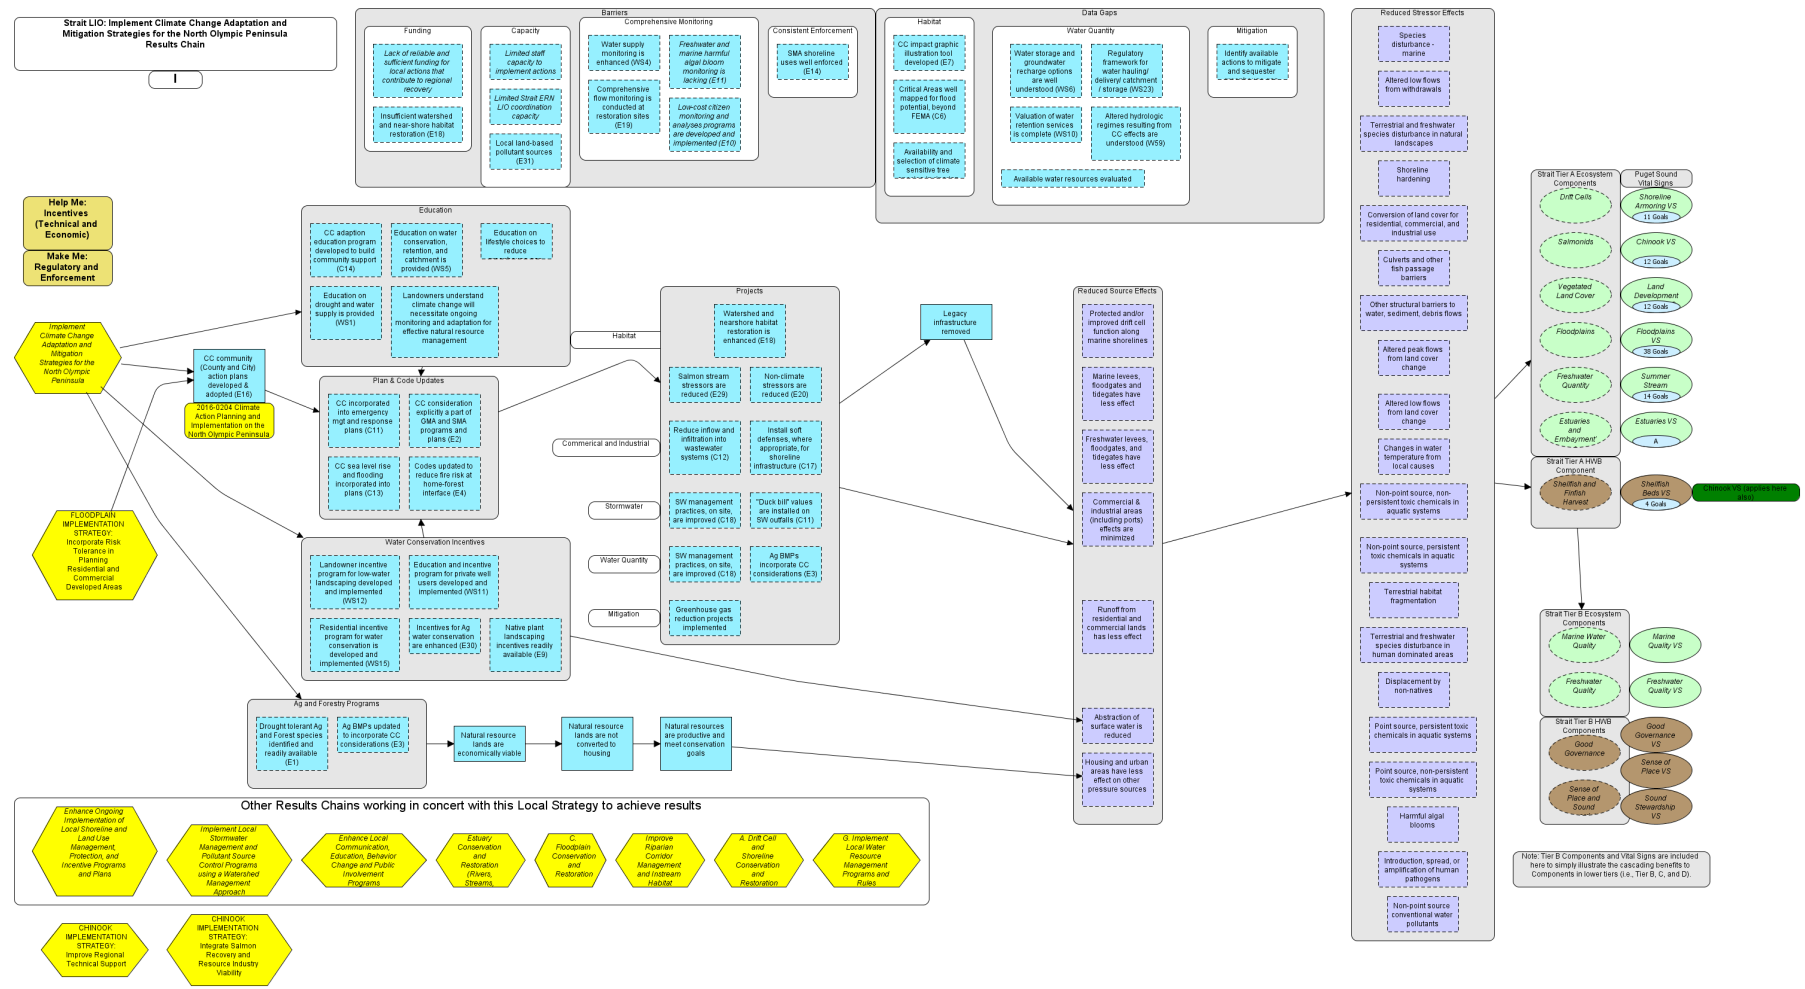 Strait LIO: Implement Climate Change Adaptation and
Mitigation Strategies for the North Olympic Peninsula
Results Chain
I
Barriers
Funding
Lack of reliable and
sufficient funding for
local actions that
contribute to regional
recovery
Insufficient watershed
and near-shore habitat
restoration (E18)
Capacity
Limited staff
capacity to
implement actions
Limited Strait ERN
LIO coordination
capacity
Local land-based
pollutant sources
(E31)
Comprehensive Monitoring
Water supply
monitoring is
enhanced (WS4)
Comprehensive
flow monitoring is
conducted at
restoration sites
(E19)
Freshwater and
marine harmful
algal bloom
monitoring is
lacking (E11)
Low-cost citizen
monitoring and
analyses programs
are developed and
implemented (E10)
Consistent Enforcement
SMA shoreline
uses well enforced
(E14)
Data Gaps
Habitat
CC impact graphic
illustration tool
developed (E7)
Critical Areas well
mapped for flood
potential, beyond
FEMA (C6)
Availability and
selection of climate
sensitive tree
Water Quantity
Water storage and
groundwater
recharge options
are well
understood (WS6)
Regulatory
framework for
water hauling/
delivery/ catchment
/ storage (WS23)
Valuation of water
retention services
is complete (WS10)
Altered hydrologic
regimes resulting from
CC effects are
understood (W59)
Available water resources evaluated
Mitigation
Identify available
actions to mitigate
and sequester
Help Me:
Incentives
(Technical and
Economic)
Make Me:
Regulatory and
Enforcement
Implement
Climate Change
Adaptation and
Mitigation
Strategies for the
North Olympic
Peninsula
FLOODPLAIN
IMPLEMENTATION
STRATEGY:
Incorporate Risk
Tolerance in
Planning
Residential and
Commercial
Developed Areas
CC community
(County and City)
action plans
developed &
adopted (E16)
2016-0204 Climate
Action Planning and
Implementation on the
North Olympic Peninsula
Education
CC adaption
education program
developed to build
community support
(C14)
Education on water
conservation,
retention, and
catchment is
provided (WS5)
Education on
lifestyle choices to
reduce
Education on
drought and water
supply is provided
(WS1)
Landowners understand
climate change will
necessitate ongoing
monitoring and adaptation for
effective natural resource
management
Plan & Code Updates
CC incorporated
into emergency
mgt and response
plans (C11)
CC consideration
explicitly a part of
GMA and SMA
programs and
plans (E2)
CC sea level rise
and flooding
incorporated into
plans (C13)
Codes updated to
reduce fire risk at
home-forest
interface (E4)
Water Conservation Incentives
Landowner incentive
program for low-water
landscaping developed
and implemented
(WS12)
Education and incentive
program for private well
users developed and
implemented (WS11)
Residential incentive
program for water
conservation is
developed and
implemented (WS15)
Incentives for Ag
water conservation
are enhanced (E30)
Native plant
landscaping
incentives readily
available (E9)
Ag and Forestry Programs
Drought tolerant Ag
and Forest species
identified and
readily available
(E1)
Ag BMPs updated
to incorporate CC
considerations (E3)
Natural resource
lands are
economically viable
Natural resource
lands are not
converted to
housing
Natural resources
are productive and
meet conservation
goals
Projects
Habitat
Watershed and
nearshore habitat
restoration is
enhanced (E18)
Salmon stream
stressors are
reduced (E29)
Non-climate
stressors are
reduced (E20)
Commerical and Industrial
Reduce inflow and
infiltration into
wastewater
systems (C12)
Install soft
defenses, where
appropriate, for
shoreline
infrastructure (C17)
Stormwater
SW management
practices, on site,
are improved (C18)
"Duck bill" values
are installed on
SW outfalls (C11)
Water Quantity
SW management
practices, on site,
are improved (C18)
Ag BMPs
incorporate CC
considerations (E3)
Mitigation
Greenhouse gas
reduction projects
implemented
Legacy
infrastructure
removed
Reduced Source Effects
Protected and/or
improved drift cell
function along
marine shorelines
Marine levees,
floodgates and
tidegates have
less effect
Freshwater levees,
floodgates, and
tidegates have
less effect
Commercial &
industrial areas
(including ports)
effects are
minimized
Runoff from
residential and
commercial lands
has less effect
Abstraction of
surface water is
reduced
Housing and urban
areas have less
effect on other
pressure sources
Reduced Stressor Effects
Species
disturbance -
marine
Altered low flows
from withdrawals
Terrestrial and freshwater
species disturbance in natural
landscapes
Shoreline
hardening
Conversion of land cover for
residential, commercial, and
industrial use
Culverts and other
fish passage
barriers
Other structural barriers to
water, sediment, debris flows
Altered peak flows
from land cover
change
Altered low flows
from land cover
change
Changes in water
temperature from
local causes
Non-point source, non-
persistent toxic chemicals in
aquatic systems
Non-point source, persistent
toxic chemicals in aquatic
systems
Terrestrial habitat
fragmentation
Terrestrial and freshwater
species disturbance in
human dominated areas
Displacement by
non-natives
Point source, persistent toxic
chemicals in aquatic systems
Point source, non-persistent
toxic chemicals in aquatic
systems
Harmful algal
blooms
Introduction, spread, or
amplification of human
pathogens
Non-point source
conventional water
pollutants
Strait Tier A Ecosystem
Components
Drift Cells
Salmonids
Vegetated
Land Cover
Floodplains
Freshwater
Quantity
Estuaries
and
Embayment
Puget Sound
Vital Signs
Shoreline
Armoring VS
11 Goals
Chinook VS
12 Goals
Land
Development
12 Goals
Floodplains
VS
38 Goals
Summer
Stream
14 Goals
Estuaries VS
A
Strait Tier A HWB
Component
Shellfish and
Finfish
Harvest
Shellfish
Beds VS
4 Goals
Chinook VS (applies here
also)
Strait Tier B Ecosystem
Components
Marine Water
Quality
Marine
Quality VS
Freshwater
Quality
Freshwater
Quality VS
Strait Tier B HWB
Components
Good
Governance
Good
Governance
VS
Sense of
Place VS
Sense of
Place and
Sound
Sound
Stewardship
VS
Note: Tier B Components and Vital Signs are included
here to simply illustrate the cascading benefits to
Components in lower tiers (i.e., Tier B, C, and D).
Other Results Chains working in concert with this Local Strategy to achieve results
Enhance Ongoing
Implementation of
Local Shoreline and
Land Use
Management,
Protection, and
Incentive Programs
and Plans
Implement Local
Stormwater
Management and
Pollutant Source
Control Programs
using a Watershed
Management
Approach
Enhance Local
Communication,
Education, Behavior
Change and Public
Involvement
Programs
Estuary
Conservation
and
Restoration
(Rivers,
Streams,
C.
Floodplain
Conservation
and
Restoration
Improve
Riparian
Corridor
Management
and Instream
Habitat
A. Drift Cell
and
Shoreline
Conservation
and
Restoration
G. Implement
Local Water
Resource
Management
Programs and
Rules
CHINOOK
IMPLEMENTATION
STRATEGY:
Improve Regional
Technical Support
CHINOOK
IMPLEMENTATION
STRATEGY:
Integrate Salmon
Recovery and
Resource Industry
Viability